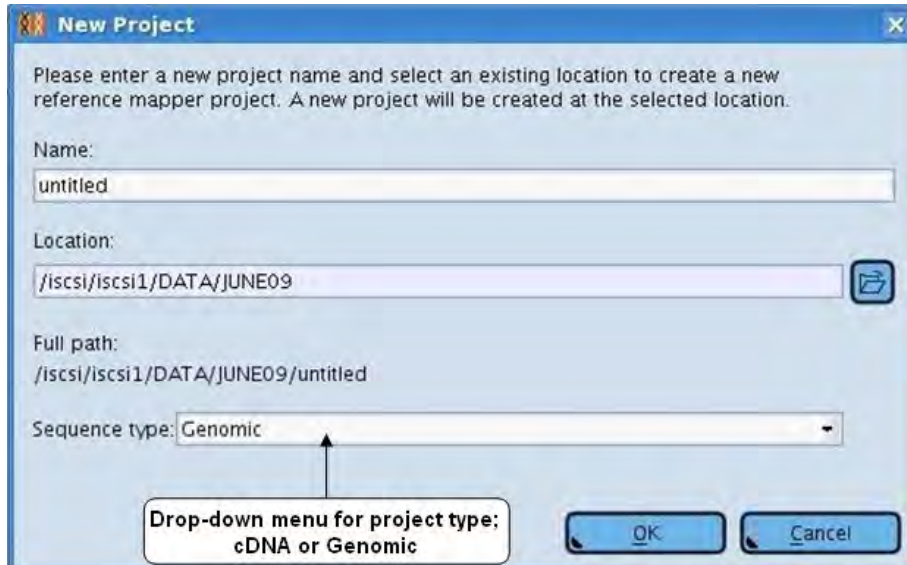 New Project
Please enter a new project name and select an existing location to create a new
reference mapper project. A new project will be created at the selected location.
Name:
untitled
Location:
/iscsi/iscsi1/DATA/JUNE09
Full path:
/iscsi/iscsi1/DATA/JUNE09/untitled
Sequence type: Genomic
Drop-down menu for project type;
cDNA or Genomic
OK
Cancel